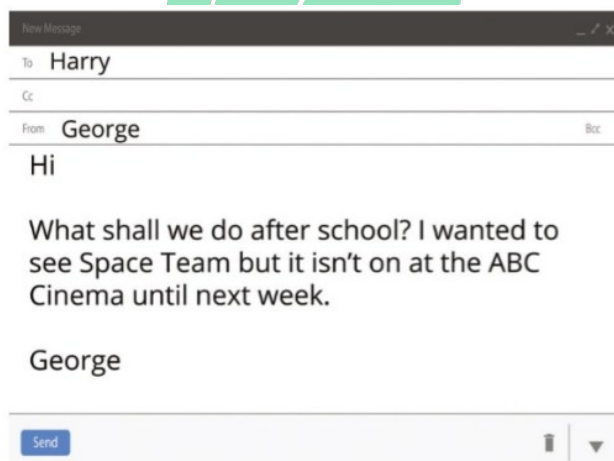 New Message
To Harry
Cc
From George Bcc
Hi
What shall we do after school? I wanted to
see Space Team but it isn't on at the ABC
Cinema until next week.
George
Send